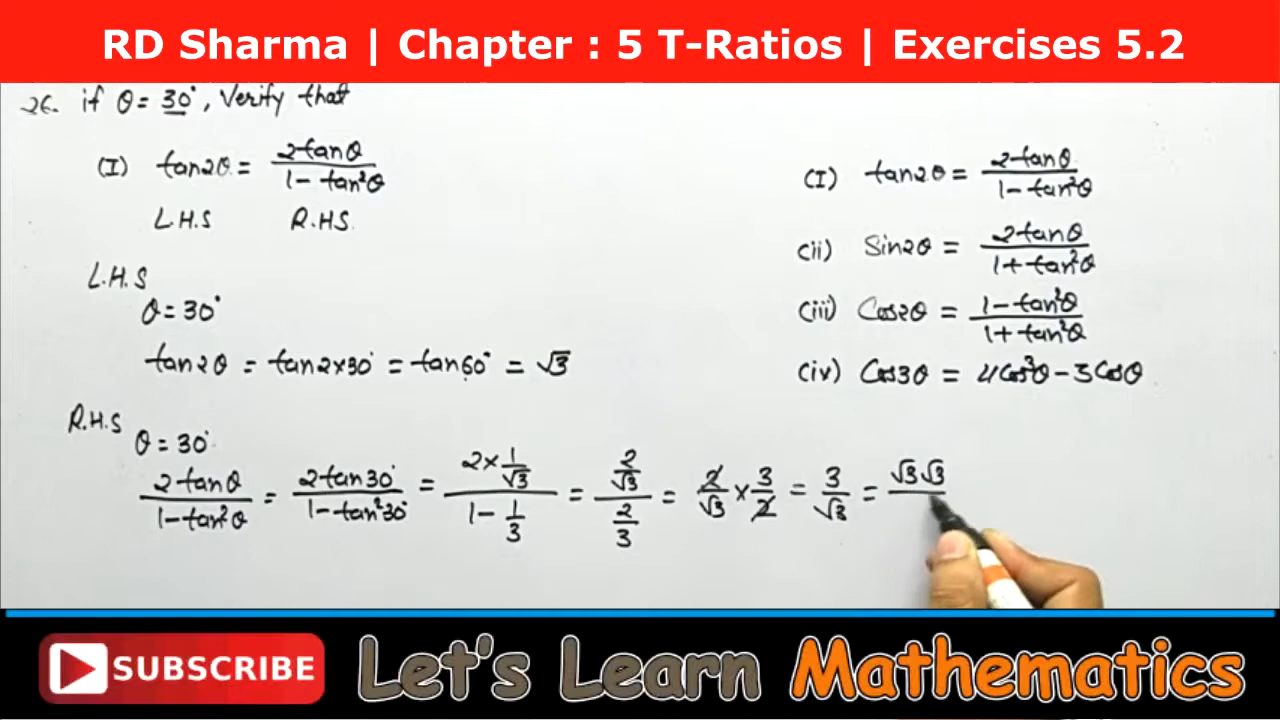 RD Sharma | Chapter : 5 T-Ratios | Exercises 5.2
26. if θ = 30°, Verify that
(I) tan2θ = 2tanθ / 1 - tan²θ
L.H.S R.H.S.
L.H.S
θ = 30°
tan2θ = tan2×30° = tan60° = √3
R.H.S
θ = 30°
2tanθ / 1 - tan²θ = 2tan30° / 1 - tan²30° = 2 × 1/√3 / 1 - 1/3 = 2/√3 / 2/3 = 2/√3 × 3/2 = 3/√3 = √3√3
(I) tan2θ = 2tanθ / 1 - tan²θ
(ii) Sin2θ = 2tanθ / 1 + tan²θ
(iii) Cos2θ = 1 - tan²θ / 1 + tan²θ
(iv) Cos3θ = 4Cos³θ - 3Cosθ
SUBSCRIBE Let's Learn Mathematics